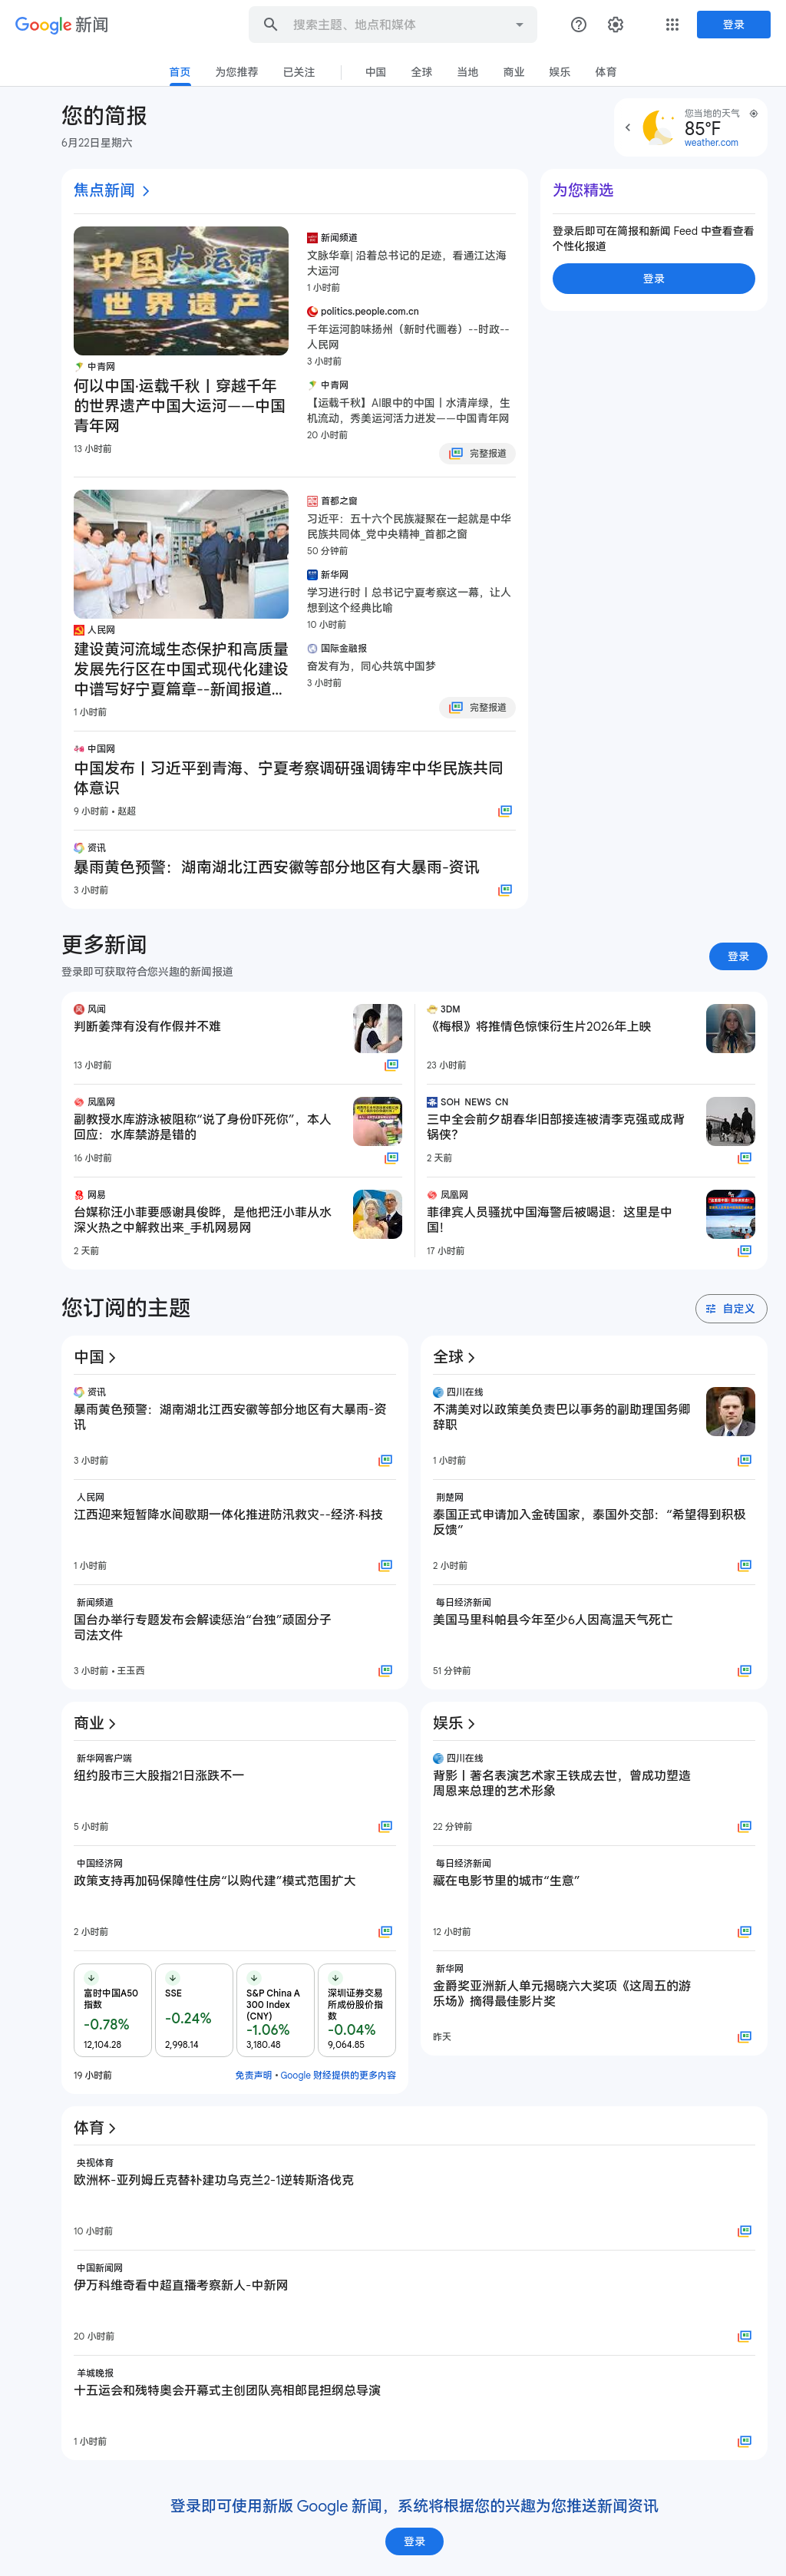 Google 新闻
搜索主题、地点和媒体
登录
首页
为您推荐
已关注
中国
全球
当地
商业
娱乐
体育
您的简报
6月22日星期六
您当地的天气
85°F
weather.com
焦点新闻
中国大运河
世界遗产
中青网
何以中国·运载千秋丨穿越千年
的世界遗产中国大运河——中国
青年网
13 小时前
新闻频道
文脉华章| 沿着总书记的足迹，看通江达海
大运河
1 小时前
politics.people.com.cn
千年运河韵味扬州（新时代画卷）--时政--
人民网
3 小时前
中青网
【运载千秋】AI眼中的中国丨水清岸绿，生
机流动，秀美运河活力迸发——中国青年网
20 小时前
完整报道
人民网
建设黄河流域生态保护和高质量
发展先行区在中国式现代化建设
中谱写好宁夏篇章--新闻报道...
1 小时前
首都之窗
习近平：五十六个民族凝聚在一起就是中华
民族共同体_党中央精神_首都之窗
50 分钟前
新华网
学习进行时丨总书记宁夏考察这一幕，让人
想到这个经典比喻
10 小时前
国际金融报
奋发有为，同心共筑中国梦
3 小时前
完整报道
中国网
中国发布丨习近平到青海、宁夏考察调研强调铸牢中华民族共同
体意识
9 小时前 • 赵超
资讯
暴雨黄色预警：湖南湖北江西安徽等部分地区有大暴雨-资讯
3 小时前
为您精选
登录后即可在简报和新闻 Feed 中查看查看
个性化报道
登录
更多新闻
登录即可获取符合您兴趣的新闻报道
登录
风闻
判断姜萍有没有作假并不难
13 小时前
凤凰网
副教授水库游泳被阻称“说了身份吓死你”，本人
回应：水库禁游是错的
16 小时前
网易
台媒称汪小菲要感谢具俊晔，是他把汪小菲从水
深火热之中解救出来_手机网易网
2 天前
3DM
《梅根》将推情色惊悚衍生片2026年上映
23 小时前
SOH NEWS CN
三中全会前夕胡春华旧部接连被清李克强或成背
锅侠？
2 天前
凤凰网
菲律宾人员骚扰中国海警后被喝退：这里是中
国！
17 小时前
您订阅的主题
自定义
中国
资讯
暴雨黄色预警：湖南湖北江西安徽等部分地区有大暴雨-资
讯
3 小时前
人民网
江西迎来短暂降水间歇期一体化推进防汛救灾--经济·科技
1 小时前
新闻频道
国台办举行专题发布会解读惩治“台独”顽固分子
司法文件
3 小时前 • 王玉西
全球
四川在线
不满美对以政策美负责巴以事务的副助理国务卿
辞职
1 小时前
荆楚网
泰国正式申请加入金砖国家，泰国外交部：“希望得到积极
反馈”
2 小时前
每日经济新闻
美国马里科帕县今年至少6人因高温天气死亡
51 分钟前
商业
新华网客户端
纽约股市三大股指21日涨跌不一
5 小时前
中国经济网
政策支持再加码保障性住房“以购代建”模式范围扩大
2 小时前
富时中国A50
指数
-0.78%
12,104.28
SSE
-0.24%
2,998.14
S&P China A
300 Index
(CNY)
-1.06%
3,180.48
深圳证券交易
所成份股价指
数
-0.04%
9,064.85
19 小时前
免责声明 • Google 财经提供的更多内容
娱乐
四川在线
背影丨著名表演艺术家王铁成去世，曾成功塑造
周恩来总理的艺术形象
22 分钟前
每日经济新闻
藏在电影节里的城市“生意”
12 小时前
新华网
金爵奖亚洲新人单元揭晓六大奖项《这周五的游
乐场》摘得最佳影片奖
昨天
体育
央视体育
欧洲杯-亚列姆丘克替补建功乌克兰2-1逆转斯洛伐克
10 小时前
中国新闻网
伊万科维奇看中超直播考察新人-中新网
20 小时前
羊城晚报
十五运会和残特奥会开幕式主创团队亮相郎昆担纲总导演
1 小时前
登录即可使用新版 Google 新闻，系统将根据您的兴趣为您推送新闻资讯
登录